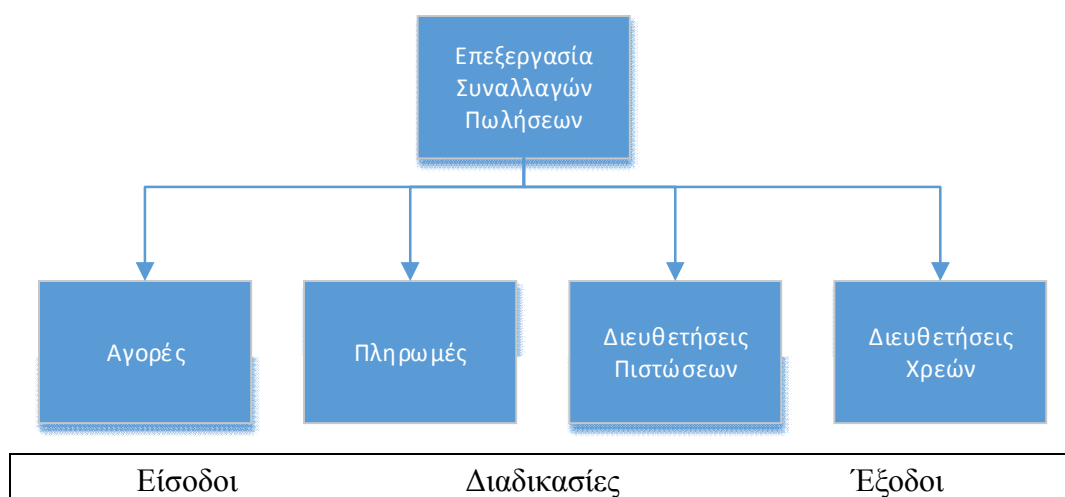 Επεξεργασία
Συναλλαγών
Πωλήσεων
Αγορές
Πληρωμές
Διευθετήσεις
Πιστώσεων
Διευθετήσεις
Χρεών
Είσοδοι Διαδικασίες Έξοδοι